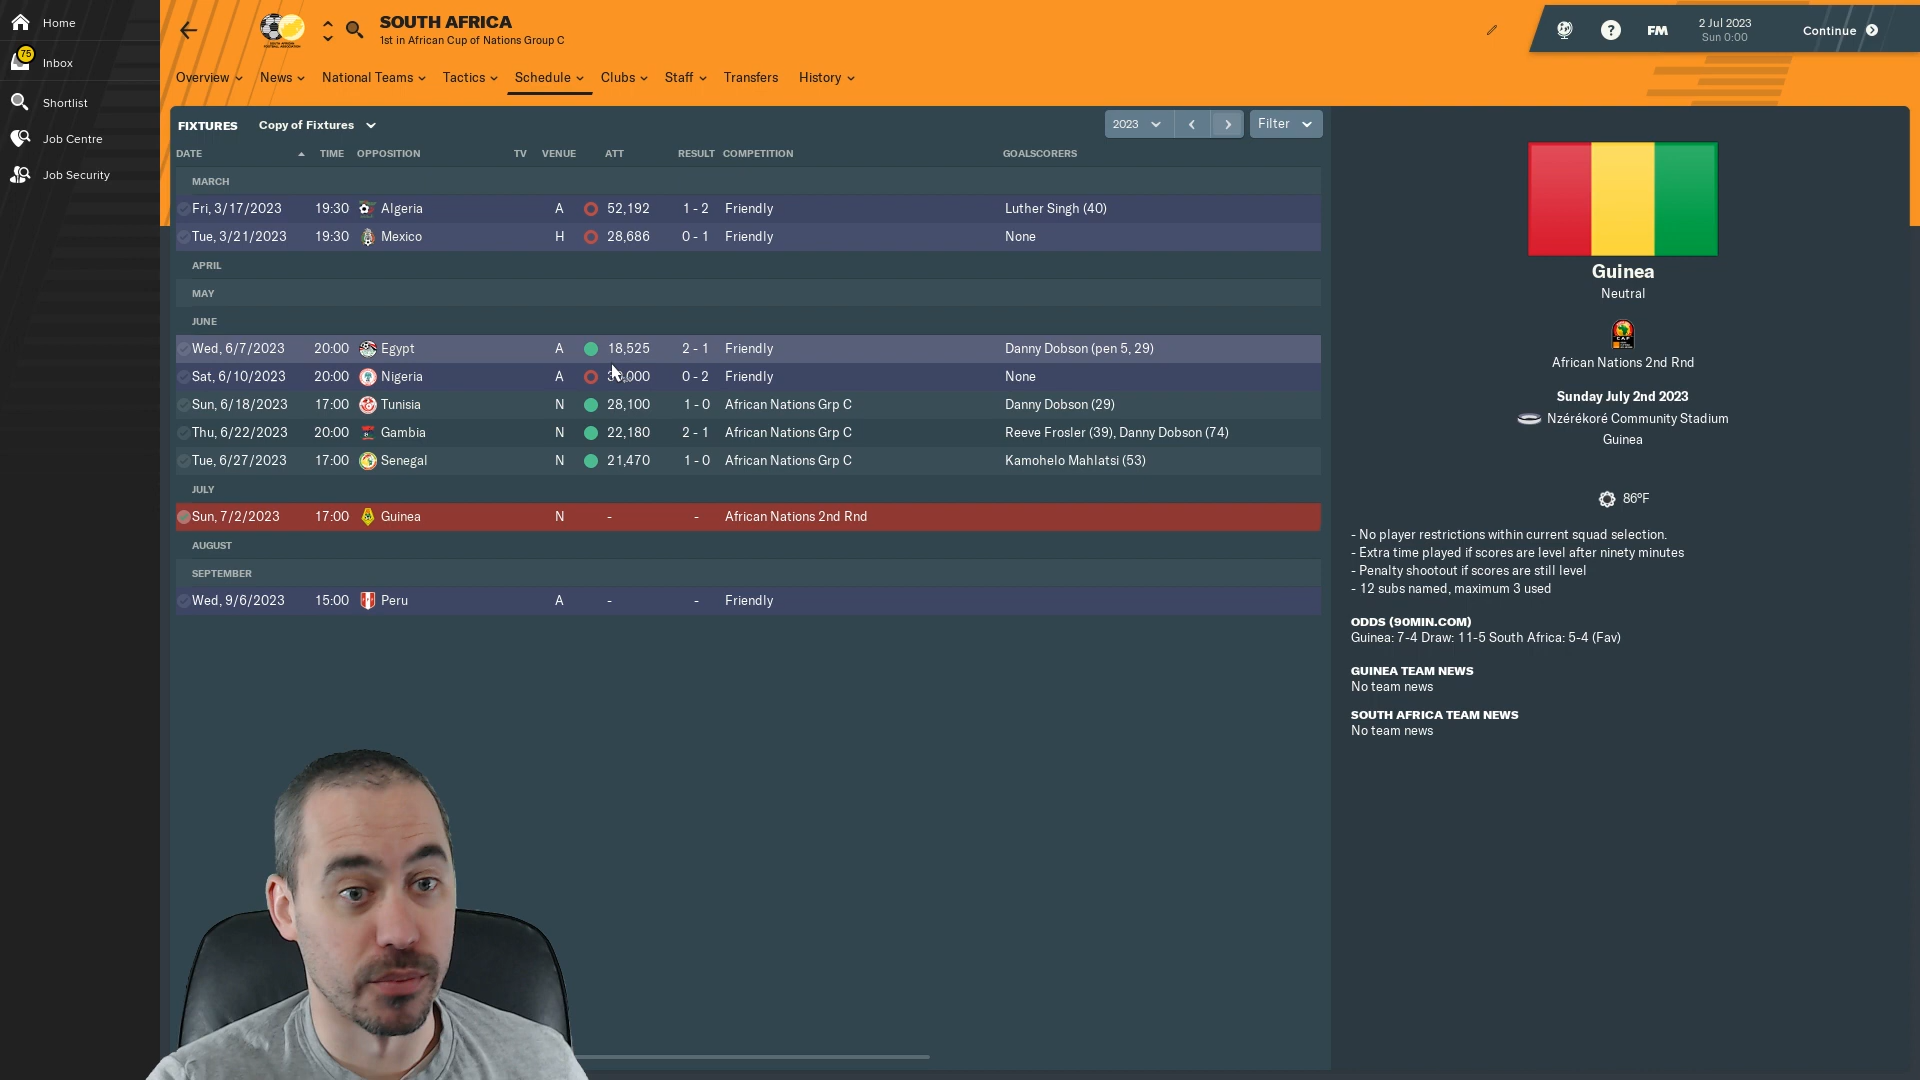 Home
75
Inbox
Shortlist
Job Centre
Job Security
SOUTH AFRICA
1st in African Cup of Nations Group C
FM
2 Jul 2023
Sun 0:00
Continue
Overview News National Teams Tactics Schedule Clubs Staff Transfers History
FIXTURES Copy of Fixtures 2023 Filter
DATE TIME OPPOSITION TV VENUE ATT RESULT COMPETITION GOALSCORERS
MARCH
Fri, 3/17/2023 19:30 Algeria A 52,192 1 - 2 Friendly Luther Singh (40)
Tue, 3/21/2023 19:30 Mexico H 28,686 0 - 1 Friendly None
APRIL
MAY
JUNE
Wed, 6/7/2023 20:00 Egypt A 18,525 2 - 1 Friendly Danny Dobson (pen 5, 29)
Sat, 6/10/2023 20:00 Nigeria A 0 - 2 Friendly None
Sun, 6/18/2023 17:00 Tunisia N 28,100 1 - 0 African Nations Grp C Danny Dobson (29)
Thu, 6/22/2023 20:00 Gambia N 22,180 2 - 1 African Nations Grp C Reeve Frosler (39), Danny Dobson (74)
Tue, 6/27/2023 17:00 Senegal N 21,470 1 - 0 African Nations Grp C Kamohelo Mahlatsi (53)
JULY
Sun, 7/2/2023 17:00 Guinea N - - African Nations 2nd Rnd
AUGUST
SEPTEMBER
Wed, 9/6/2023 15:00 Peru A - - Friendly
Guinea
Neutral
African Nations 2nd Rnd
Sunday July 2nd 2023
Nzérékoré Community Stadium
Guinea
86ºF
- No player restrictions within current squad selection.
- Extra time played if scores are level after ninety minutes
- Penalty shootout if scores are still level
- 12 subs named, maximum 3 used
ODDS (90MIN.COM)
Guinea: 7-4 Draw: 11-5 South Africa: 5-4 (Fav)
GUINEA TEAM NEWS
No team news
SOUTH AFRICA TEAM NEWS
No team news